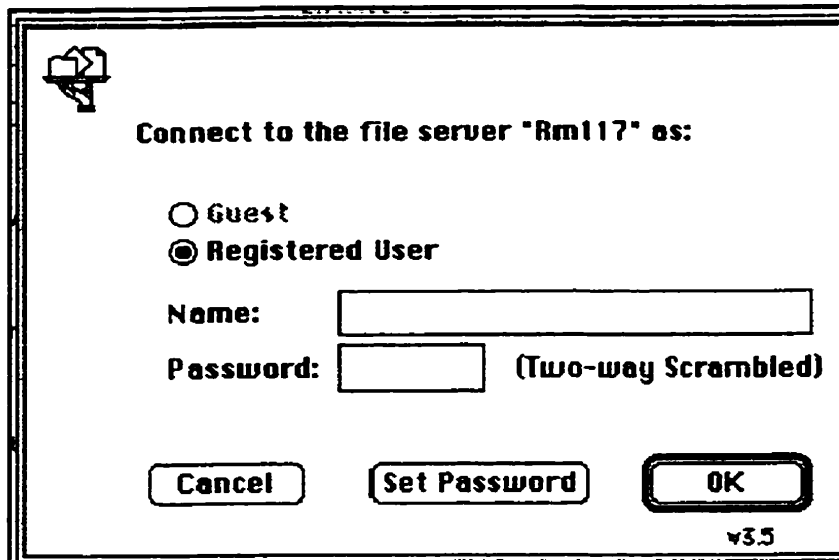 Connect to the file server "Rm117" as:
Guest
Registered User
Name:
Password: (Two-way Scrambled)
Cancel Set Password OK
v3.5